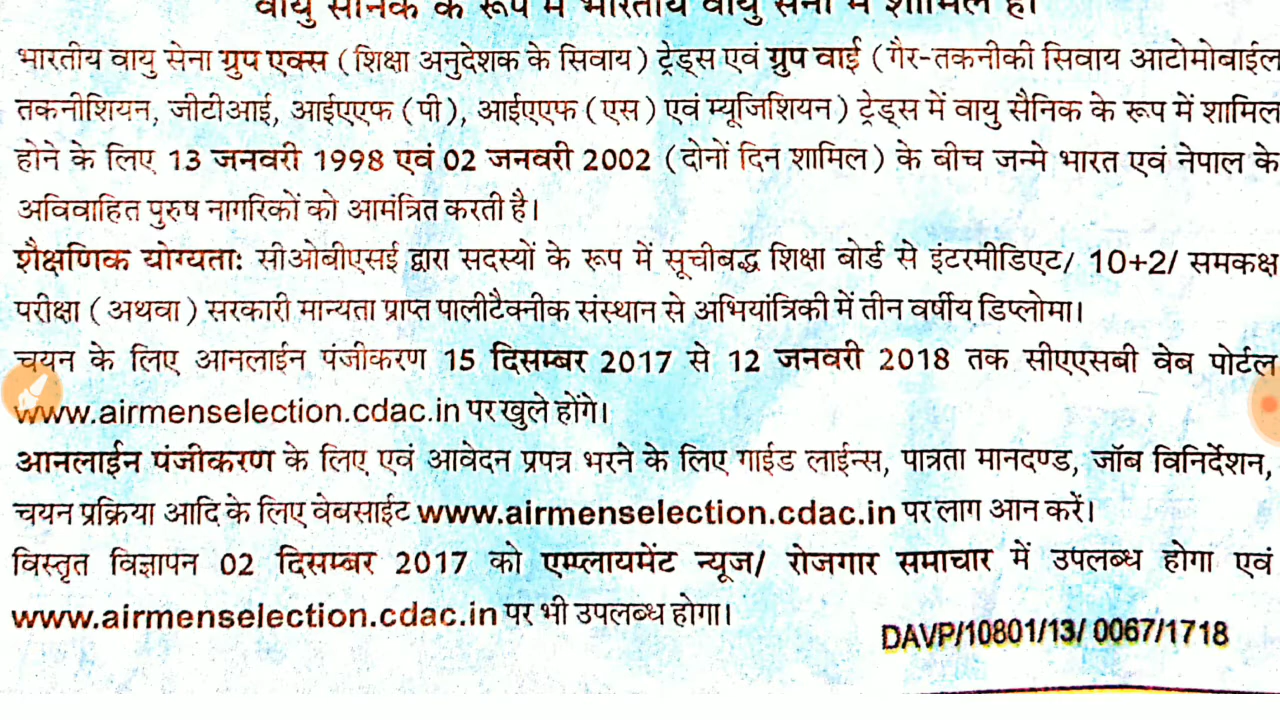 वायु सैनिक के रूप में भारतीय वायु सेना में शामिल हों
भारतीय वायु सेना ग्रुप एक्स (शिक्षा अनुदेशक के सिवाय) ट्रेड्स एवं ग्रुप वाई (गैर-तकनीकी सिवाय आटोमोबाईल
तकनीशियन, जीटीआई, आईएएफ (पी), आईएएफ (एस) एवं म्यूजिशियन) ट्रेड्स में वायु सैनिक के रूप में शामिल
होने के लिए 13 जनवरी 1998 एवं 02 जनवरी 2002 (दोनों दिन शामिल) के बीच जन्मे भारत एवं नेपाल के
अविवाहित पुरुष नागरिकों को आमंत्रित करती है।
शैक्षणिक योग्यताः सीओबीएसई द्वारा सदस्यों के रूप में सूचीबद्ध शिक्षा बोर्ड से इंटरमीडिएट/ 10+2/ समकक्ष
परीक्षा (अथवा) सरकारी मान्यता प्राप्त पालीटैक्नीक संस्थान से अभियांत्रिकी में तीन वर्षीय डिप्लोमा।
चयन के लिए आनलाईन पंजीकरण 15 दिसम्बर 2017 से 12 जनवरी 2018 तक सीएएसबी वेब पोर्टल
www.airmenselection.cdac.in पर खुले होंगे।
आनलाईन पंजीकरण के लिए एवं आवेदन प्रपत्र भरने के लिए गाईड लाईन्स, पात्रता मानदण्ड, जॉब विनिर्देशन,
चयन प्रक्रिया आदि के लिए वेबसाईट www.airmenselection.cdac.in पर लाग आन करें।
विस्तृत विज्ञापन 02 दिसम्बर 2017 को एम्प्लायमेंट न्यूज/ रोजगार समाचार में उपलब्ध होगा एवं
www.airmenselection.cdac.in पर भी उपलब्ध होगा।
DAVP/10801/13/ 0067/1718